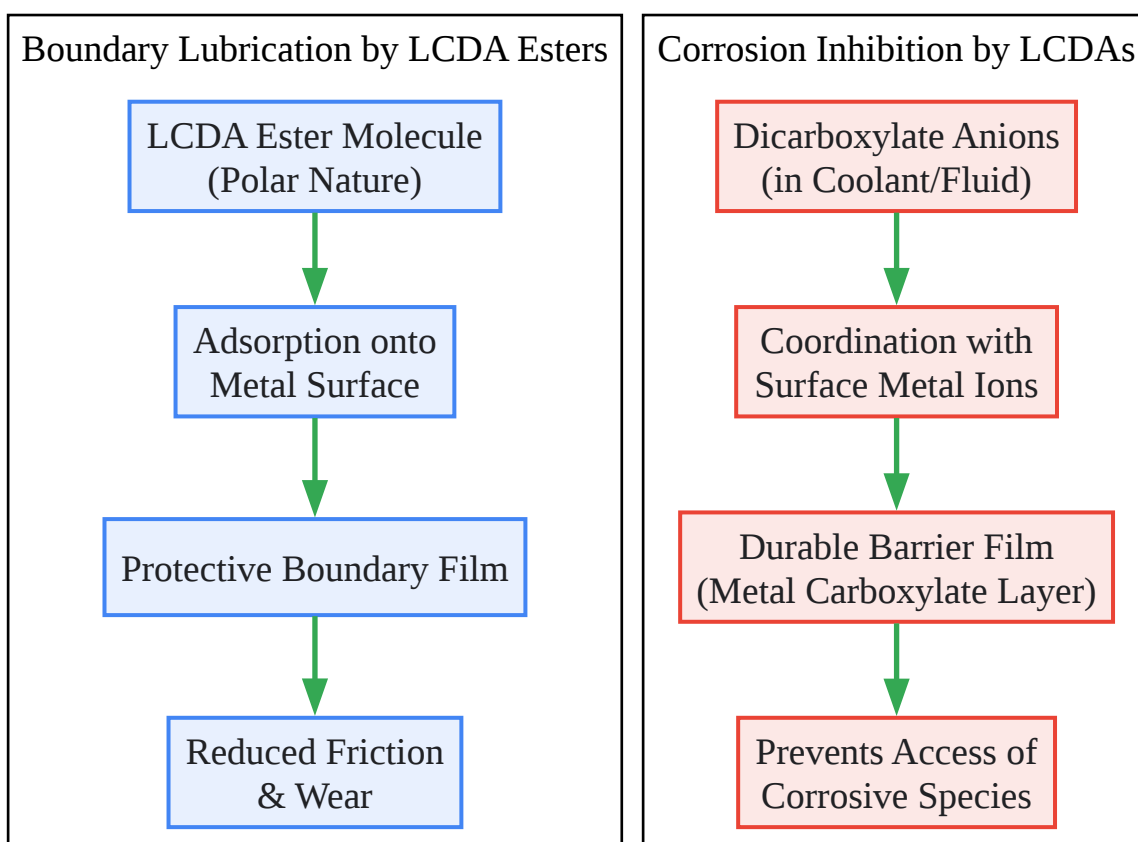 Boundary Lubrication by LCDA Esters
LCDA Ester Molecule
(Polar Nature)
Adsorption onto
Metal Surface
Protective Boundary Film
Reduced Friction
& Wear
Corrosion Inhibition by LCDAs
Dicarboxylate Anions
(in Coolant/Fluid)
Coordination with
Surface Metal Ions
Durable Barrier Film
(Metal Carboxylate Layer)
Prevents Access of
Corrosive Species